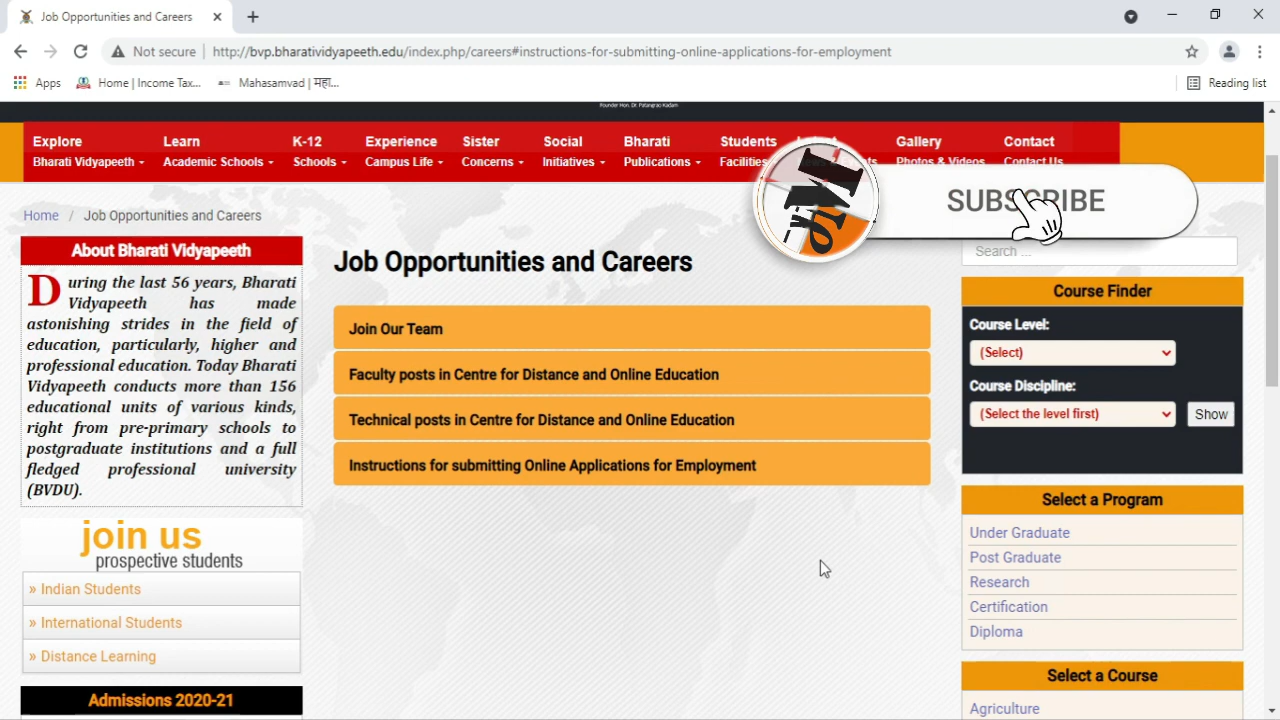 Job Opportunities and Careers
Not secure
http://bvp.bharatividyapeeth.edu/index.php/careers#instructions-for-submitting-online-applications-for-employment
Apps
Home | Income Tax...
Mahasamvad | महा...
Reading list
Founder Hon. Dr. Patangrao Kadam
Explore
Learn
K-12
Experience
Sister
Social
Bharati
Students
Gallery
Contact
Bharati Vidyapeeth
Academic Schools
Schools
Campus Life
Concerns
Initiatives
Publications
Facilities
Photos & Videos
Contact Us
SUBSCRIBE
Home / Job Opportunities and Careers
About Bharati Vidyapeeth
During the last 56 years, Bharati
Vidyapeeth has made
astonishing strides in the field of
education, particularly, higher and
professional education. Today Bharati
Vidyapeeth conducts more than 156
educational units of various kinds,
right from pre-primary schools to
postgraduate institutions and a full
fledged professional university
(BVDU).
join us
prospective students
» Indian Students
» International Students
» Distance Learning
Admissions 2020-21
Job Opportunities and Careers
Join Our Team
Faculty posts in Centre for Distance and Online Education
Technical posts in Centre for Distance and Online Education
Instructions for submitting Online Applications for Employment
Search ...
Course Finder
Course Level:
(Select)
Course Discipline:
(Select the level first)
Show
Select a Program
Under Graduate
Post Graduate
Research
Certification
Diploma
Select a Course
Agriculture